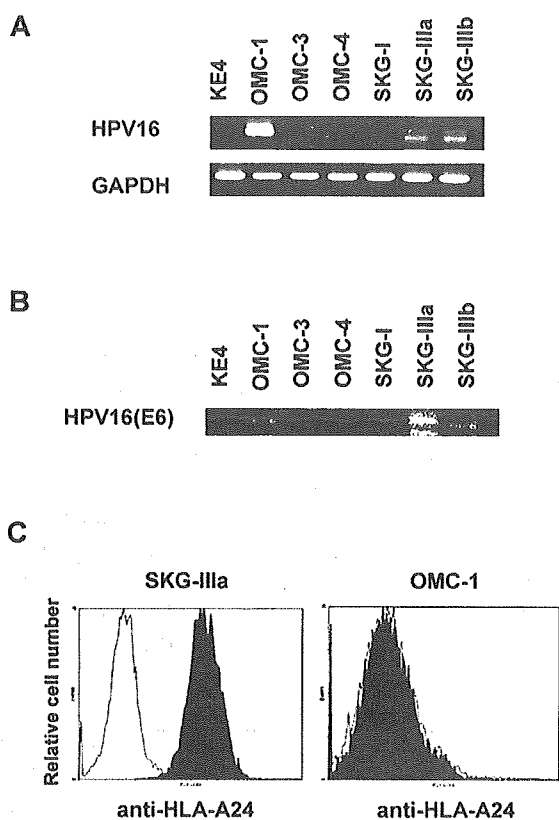 A
KE4
OMC-1
OMC-3
OMC-4
SKG-I
SKG-IIIa
SKG-IIIb
HPV16
GAPDH
B
KE4
OMC-1
OMC-3
OMC-4
SKG-I
SKG-IIIa
SKG-IIIb
HPV16(E6)
C
SKG-IIIa
OMC-1
Relative cell number
anti-HLA-A24
anti-HLA-A24